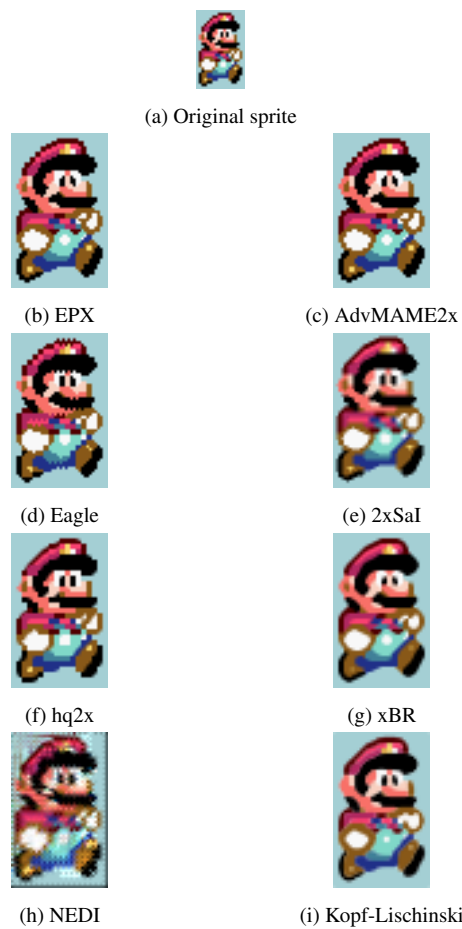 (a) Original sprite
(b) EPX
(c) AdvMAME2x
(d) Eagle
(e) 2xSaI
(f) hq2x
(g) xBR
(h) NEDI
(i) Kopf-Lischinski